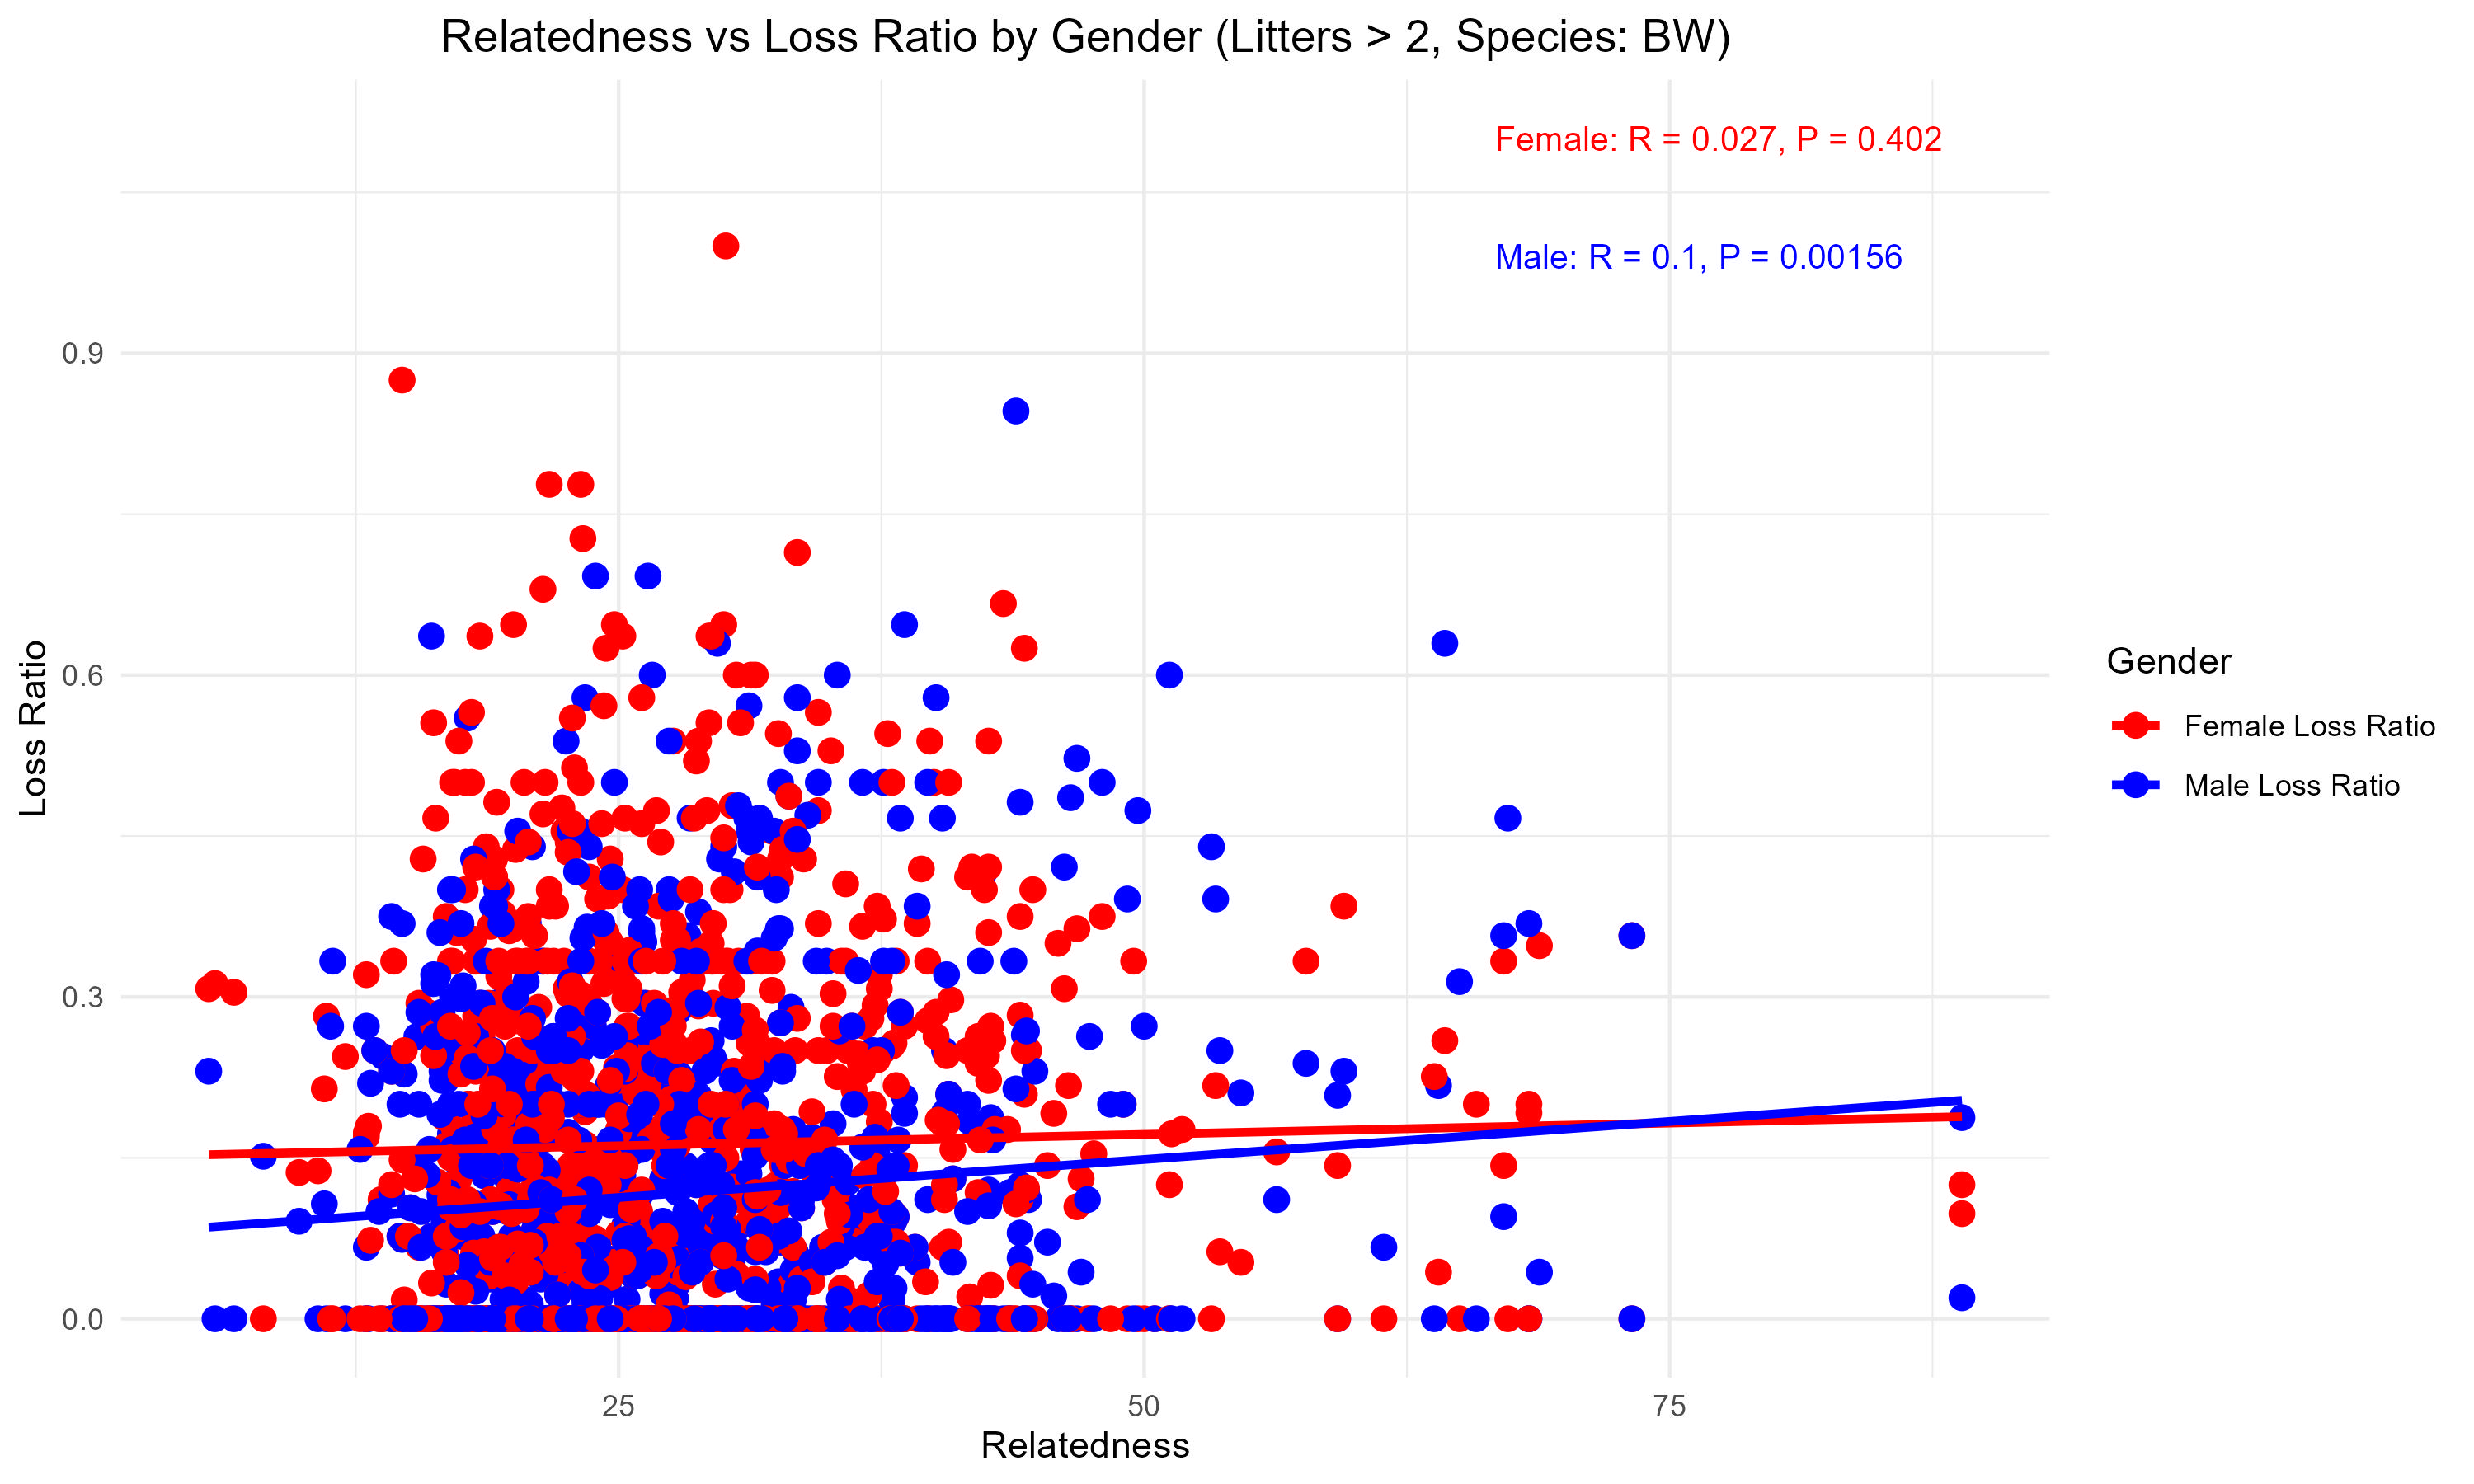 Relatedness vs Loss Ratio by Gender (Litters > 2, Species: BW)
Female: R = 0.027, P = 0.402
Male: R = 0.1, P = 0.00156
0.9
0.6
0.3
0.0
Loss Ratio
25
50
75
Relatedness
Gender
Female Loss Ratio
Male Loss Ratio